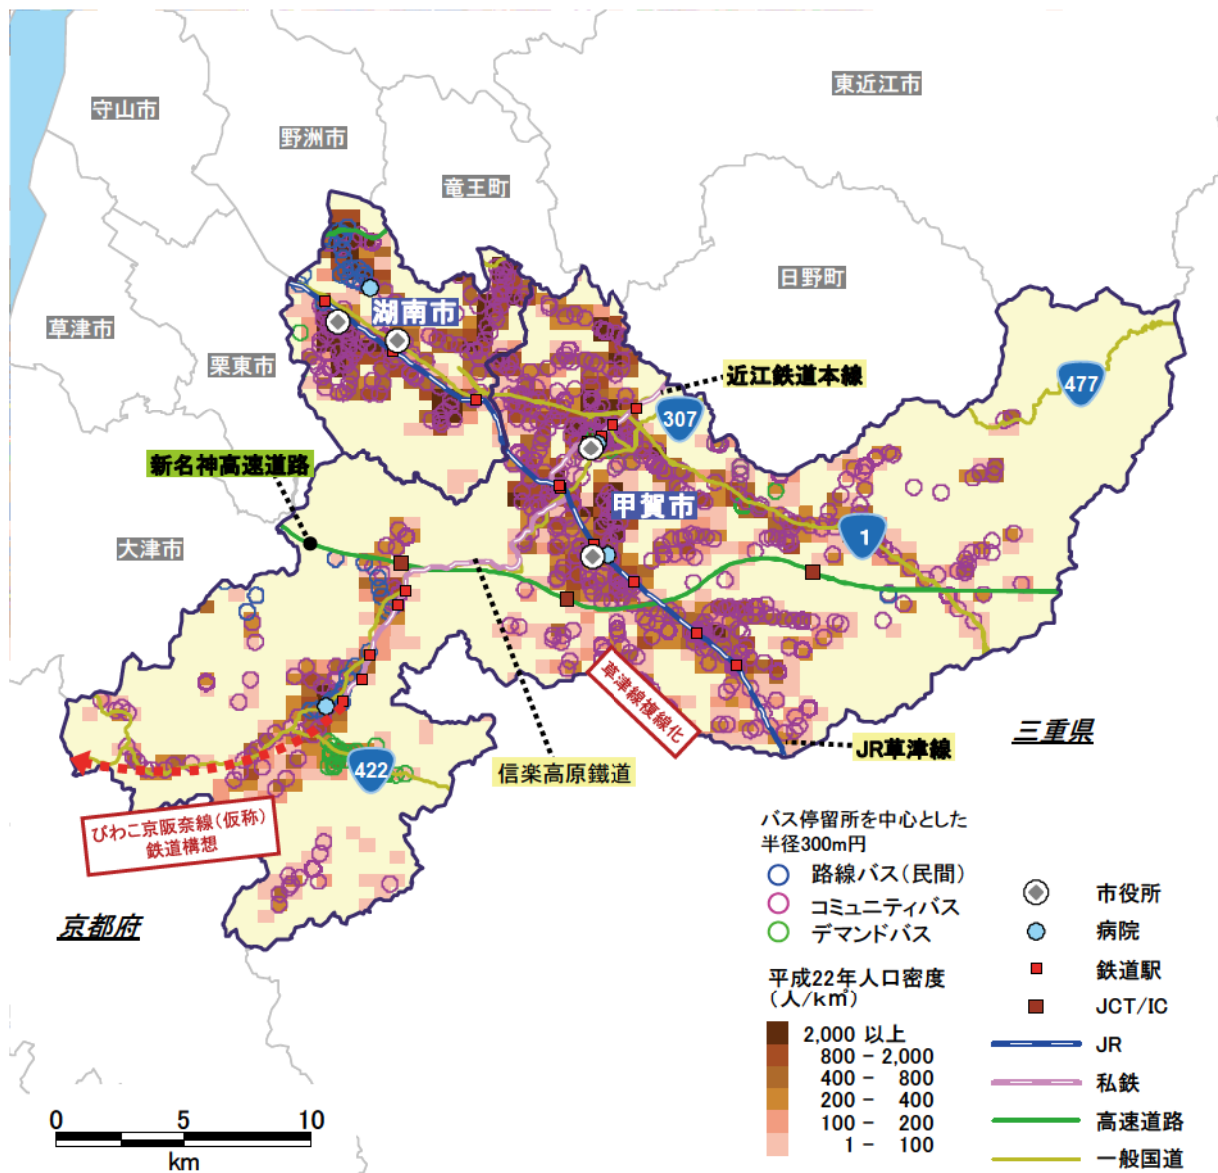 東近江市
守山市
野洲市
竜王町
日野町
湖南市
草津市
栗東市
近江鉄道本線
477
307
新名神高速道路
甲賀市
1
大津市
草津線複線化
三重県
JR草津線
信楽高原鐵道
422
びわこ京阪奈線(仮称)
鉄道構想
京都府
バス停留所を中心とした
半径300m円
路線バス(民間)
コミュニティバス
デマンドバス
平成22年人口密度
(人/k㎡)
2,000 以上
800 - 2,000
400 - 800
200 - 400
100 - 200
1 - 100
市役所
病院
鉄道駅
JCT/IC
JR
私鉄
高速道路
一般国道
0 5 10
km